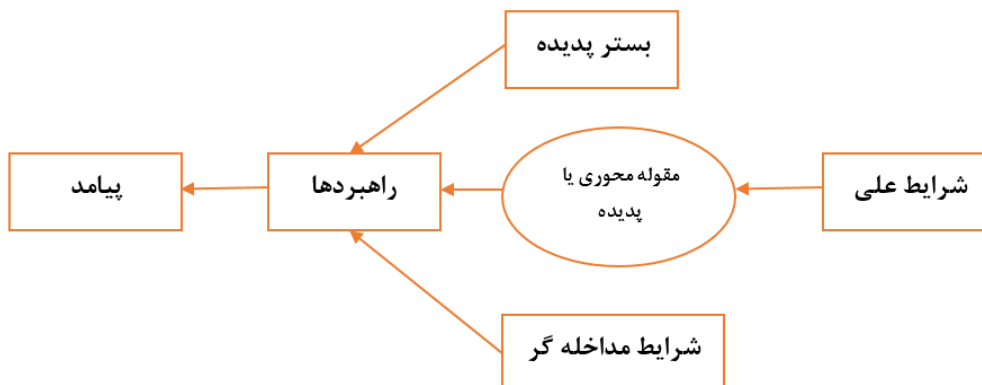 بستر پدیده
شرایط علی
مقوله محوری یا
پدیده
راهبردها
پیامد
شرایط مداخله گر